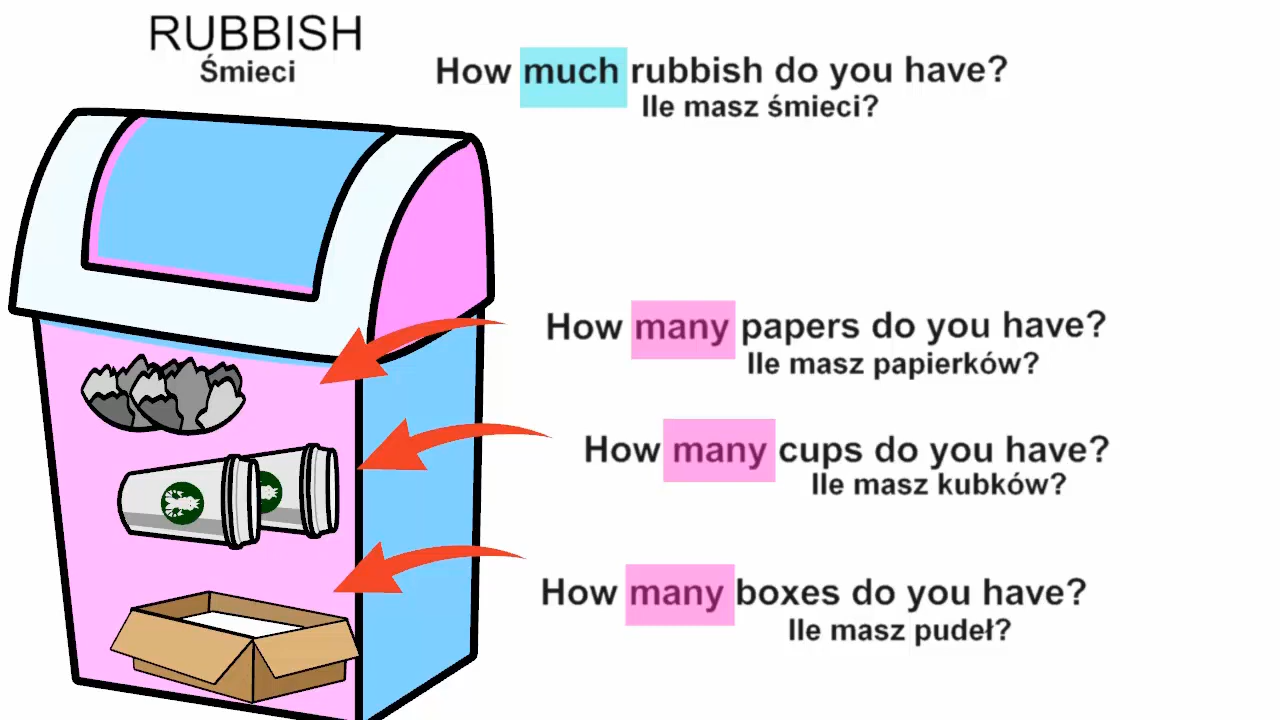 RUBBISH
Śmieci
How much rubbish do you have?
Ile masz śmieci?
How many papers do you have?
Ile masz papierków?
How many cups do you have?
Ile masz kubków?
How many boxes do you have?
Ile masz pudeł?